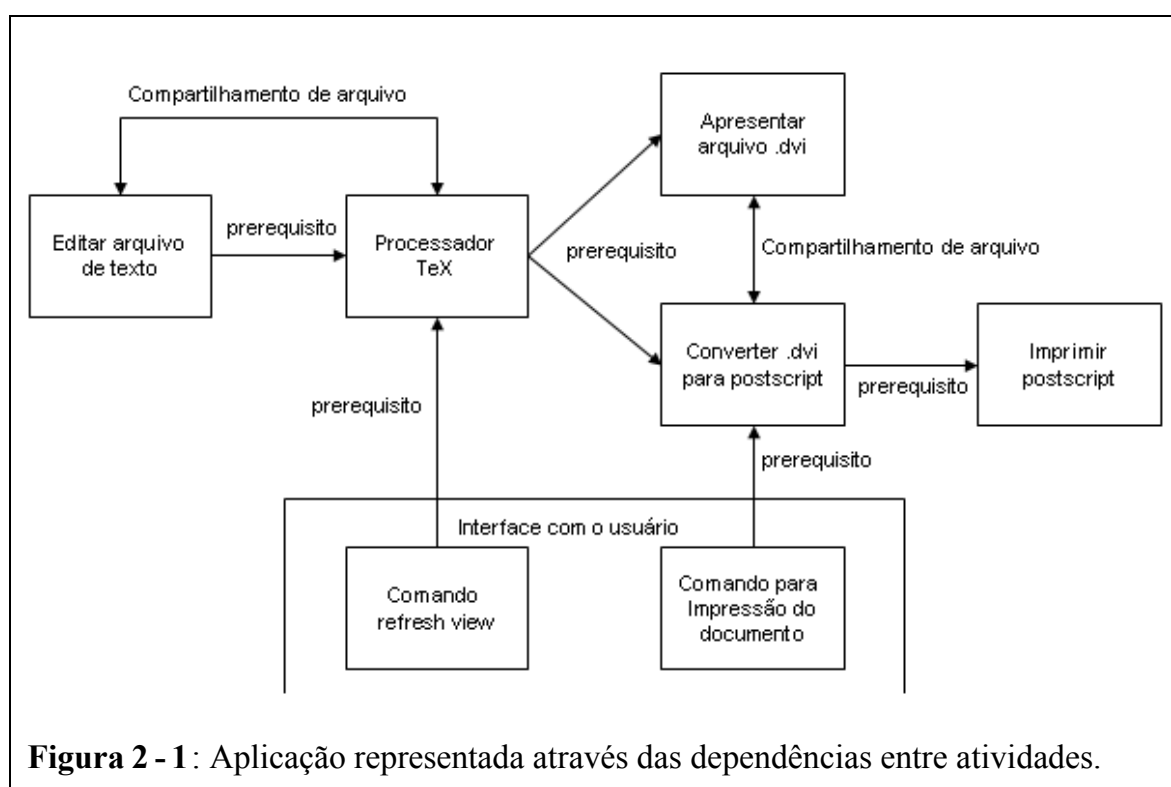 Compartilhamento de arquivo
Apresentar
arquivo .dvi
Editar arquivo
de texto
prerequisito
Processador
TeX
prerequisito
Compartilhamento de arquivo
Converter .dvi
para postscript
prerequisito
Imprimir
postscript
prerequisito
prerequisito
Interface com o usuário
Comando
refresh view
Comando para
Impressão do
documento
Figura 2 - 1: Aplicação representada através das dependências entre atividades.